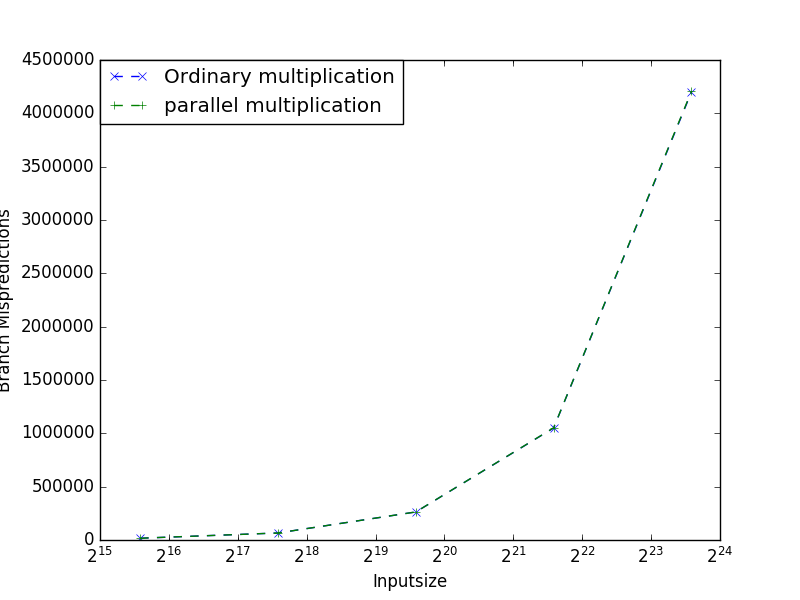 4500000
4000000
3500000
3000000
2500000
2000000
1500000
1000000
500000
0
Branch Mispredictions
Ordinary multiplication
parallel multiplication
2^15 2^16 2^17 2^18 2^19 2^20 2^21 2^22 2^23 2^24
Inputsize